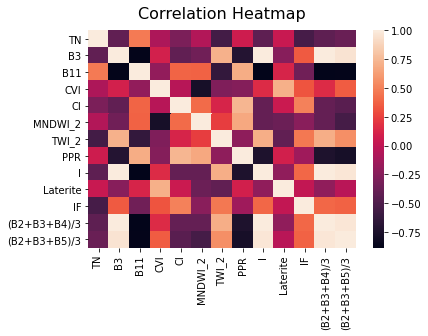 Correlation Heatmap
TN
B3
B11
CVI
CI
MNDWI_2
TWI_2
PPR
I
Laterite
IF
(B2+B3+B4)/3
(B2+B3+B5)/3
TN
B3
B11
CVI
CI
MNDWI_2
TWI_2
PPR
I
Laterite
IF
(B2+B3+B4)/3
(B2+B3+B5)/3
1.00
0.75
0.50
0.25
0.00
−0.25
−0.50
−0.75